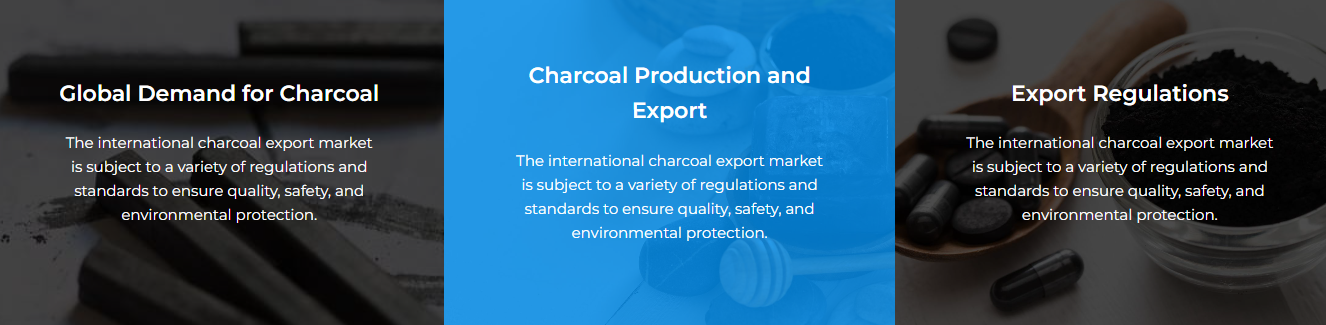 Global Demand for Charcoal
The international charcoal export market
is subject to a variety of regulations and
standards to ensure quality, safety, and
environmental protection.
Charcoal Production and
Export
The international charcoal export market
is subject to a variety of regulations and
standards to ensure quality, safety, and
environmental protection.
Export Regulations
The international charcoal export market
is subject to a variety of regulations and
standards to ensure quality, safety, and
environmental protection.